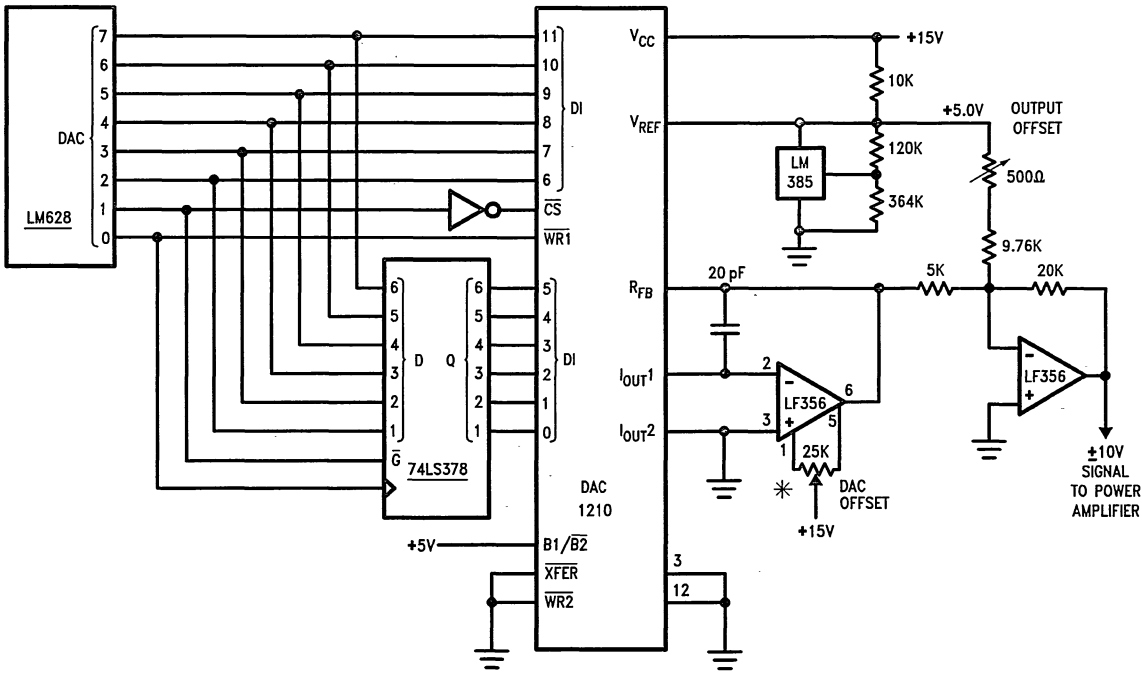 LM628
DAC
7
6
5
4
3
2
1
0
11
10
9
8
7
6
DI
CS
WR1
6
5
4
3
2
1
D
G
Q
6
5
4
3
2
1
74LS378
5
4
3
2
1
0
DI
DAC
1210
+5V
B1/B2
XFER
WR2
VCC
VREF
RFB
IOUT1
IOUT2
3
12
+15V
10K
+5.0V
120K
LM
385
364K
OUTPUT
OFFSET
500Ω
9.76K
20 pF
5K
20K
2
3
6
5
1
-
+
LF356
25K
*
DAC
OFFSET
+15V
-
+
LF356
±10V
SIGNAL
TO POWER
AMPLIFIER